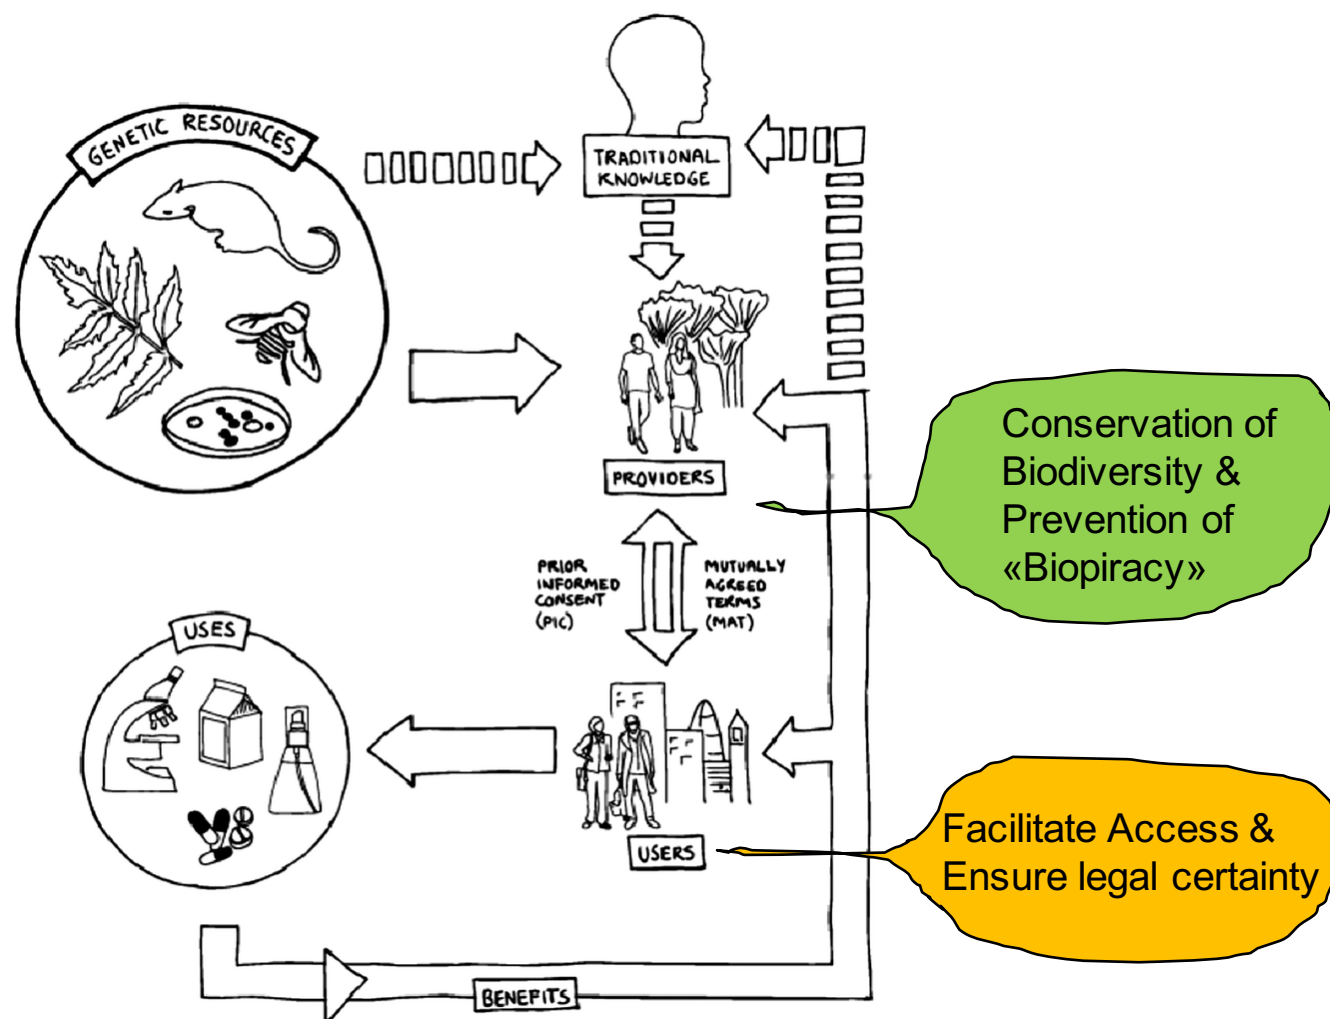 GENETIC RESOURCES
TRADITIONAL
KNOWLEDGE
PROVIDERS
Conservation of
Biodiversity &
Prevention of
«Biopiracy»
PRIOR
INFORMED
CONSENT
(PIC)
MUTUALLY
AGREED
TERMS
(MAT)
USES
USERS
Facilitate Access &
Ensure legal certainty
BENEFITS